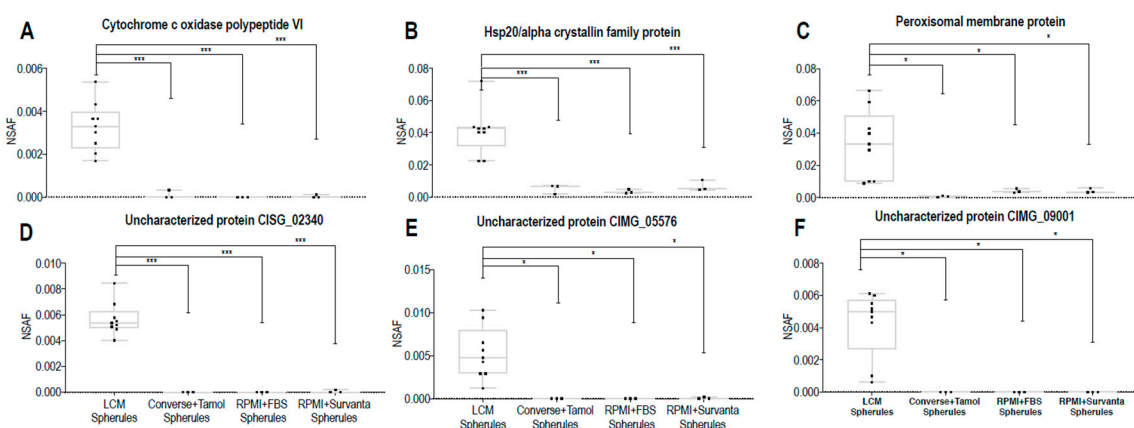 A
Cytochrome c oxidase polypeptide VI
***
***
***
NSAF
0.006
0.004
0.002
0.000
B
Hsp20/alpha crystallin family protein
***
***
***
NSAF
0.08
0.06
0.04
0.02
0.00
C
Peroxisomal membrane protein
*
*
*
NSAF
0.08
0.06
0.04
0.02
0.00
D
Uncharacterized protein CISG_02340
***
***
***
NSAF
0.010
0.008
0.006
0.004
0.002
0.000
LCM Converse+Tamol RPMI+FBS RPMI+Survanta
Spherules Spherules Spherules Spherules
E
Uncharacterized protein CIMG_05576
*
*
*
NSAF
0.015
0.010
0.005
0.000
LCM Converse+Tamol RPMI+FBS RPMI+Survanta
Spherules Spherules Spherules Spherules
F
Uncharacterized protein CIMG_09001
*
*
*
NSAF
0.008
0.006
0.004
0.002
0.000
LCM Converse+Tamol RPMI+FBS RPMI+Survanta
Spherules Spherules Spherules Spherules